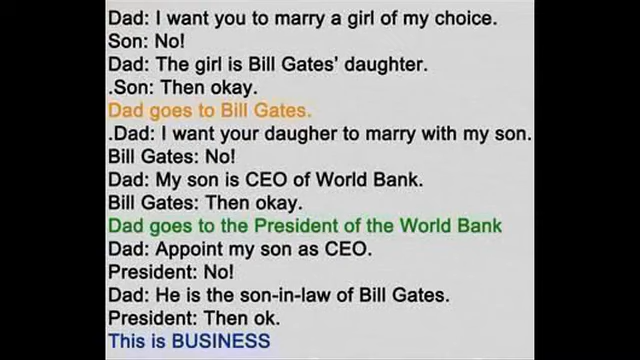 Dad: I want you to marry a girl of my choice.
Son: No!
Dad: The girl is Bill Gates' daughter.
.Son: Then okay.
Dad goes to Bill Gates.
.Dad: I want your daugher to marry with my son.
Bill Gates: No!
Dad: My son is CEO of World Bank.
Bill Gates: Then okay.
Dad goes to the President of the World Bank
Dad: Appoint my son as CEO.
President: No!
Dad: He is the son-in-law of Bill Gates.
President: Then ok.
This is BUSINESS